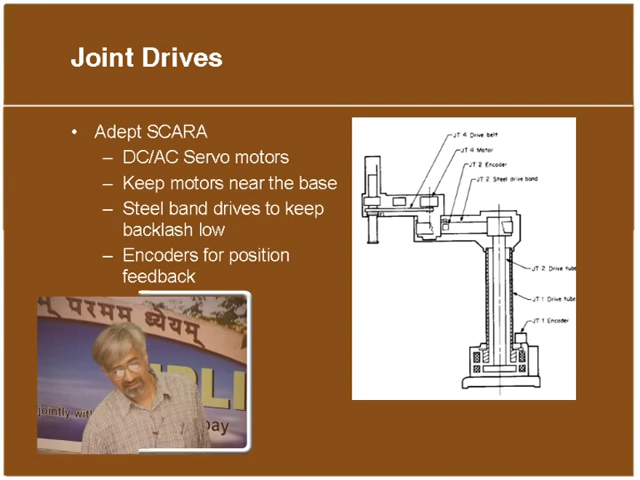 Joint Drives
• Adept SCARA
– DC/AC Servo motors
– Keep motors near the base
– Steel band drives to keep
backlash low
– Encoders for position
feedback
JT 4 Drive belt
JT 4 Motor
JT 2 Encoder
JT 2 Steel drive band
JT 2 Drive tube
JT 1 Drive tube
JT 1 Encoder
परमम ध्येयम्
jointly with
bay